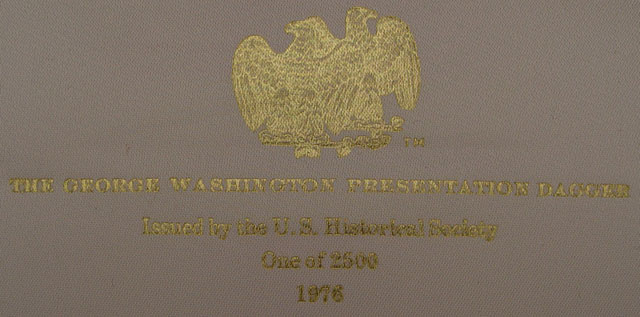 TM
THE GEORGE WASHINGTON PRESENTATION DAGGER
Issued by the U.S. Historical Society
One of 2500
1976